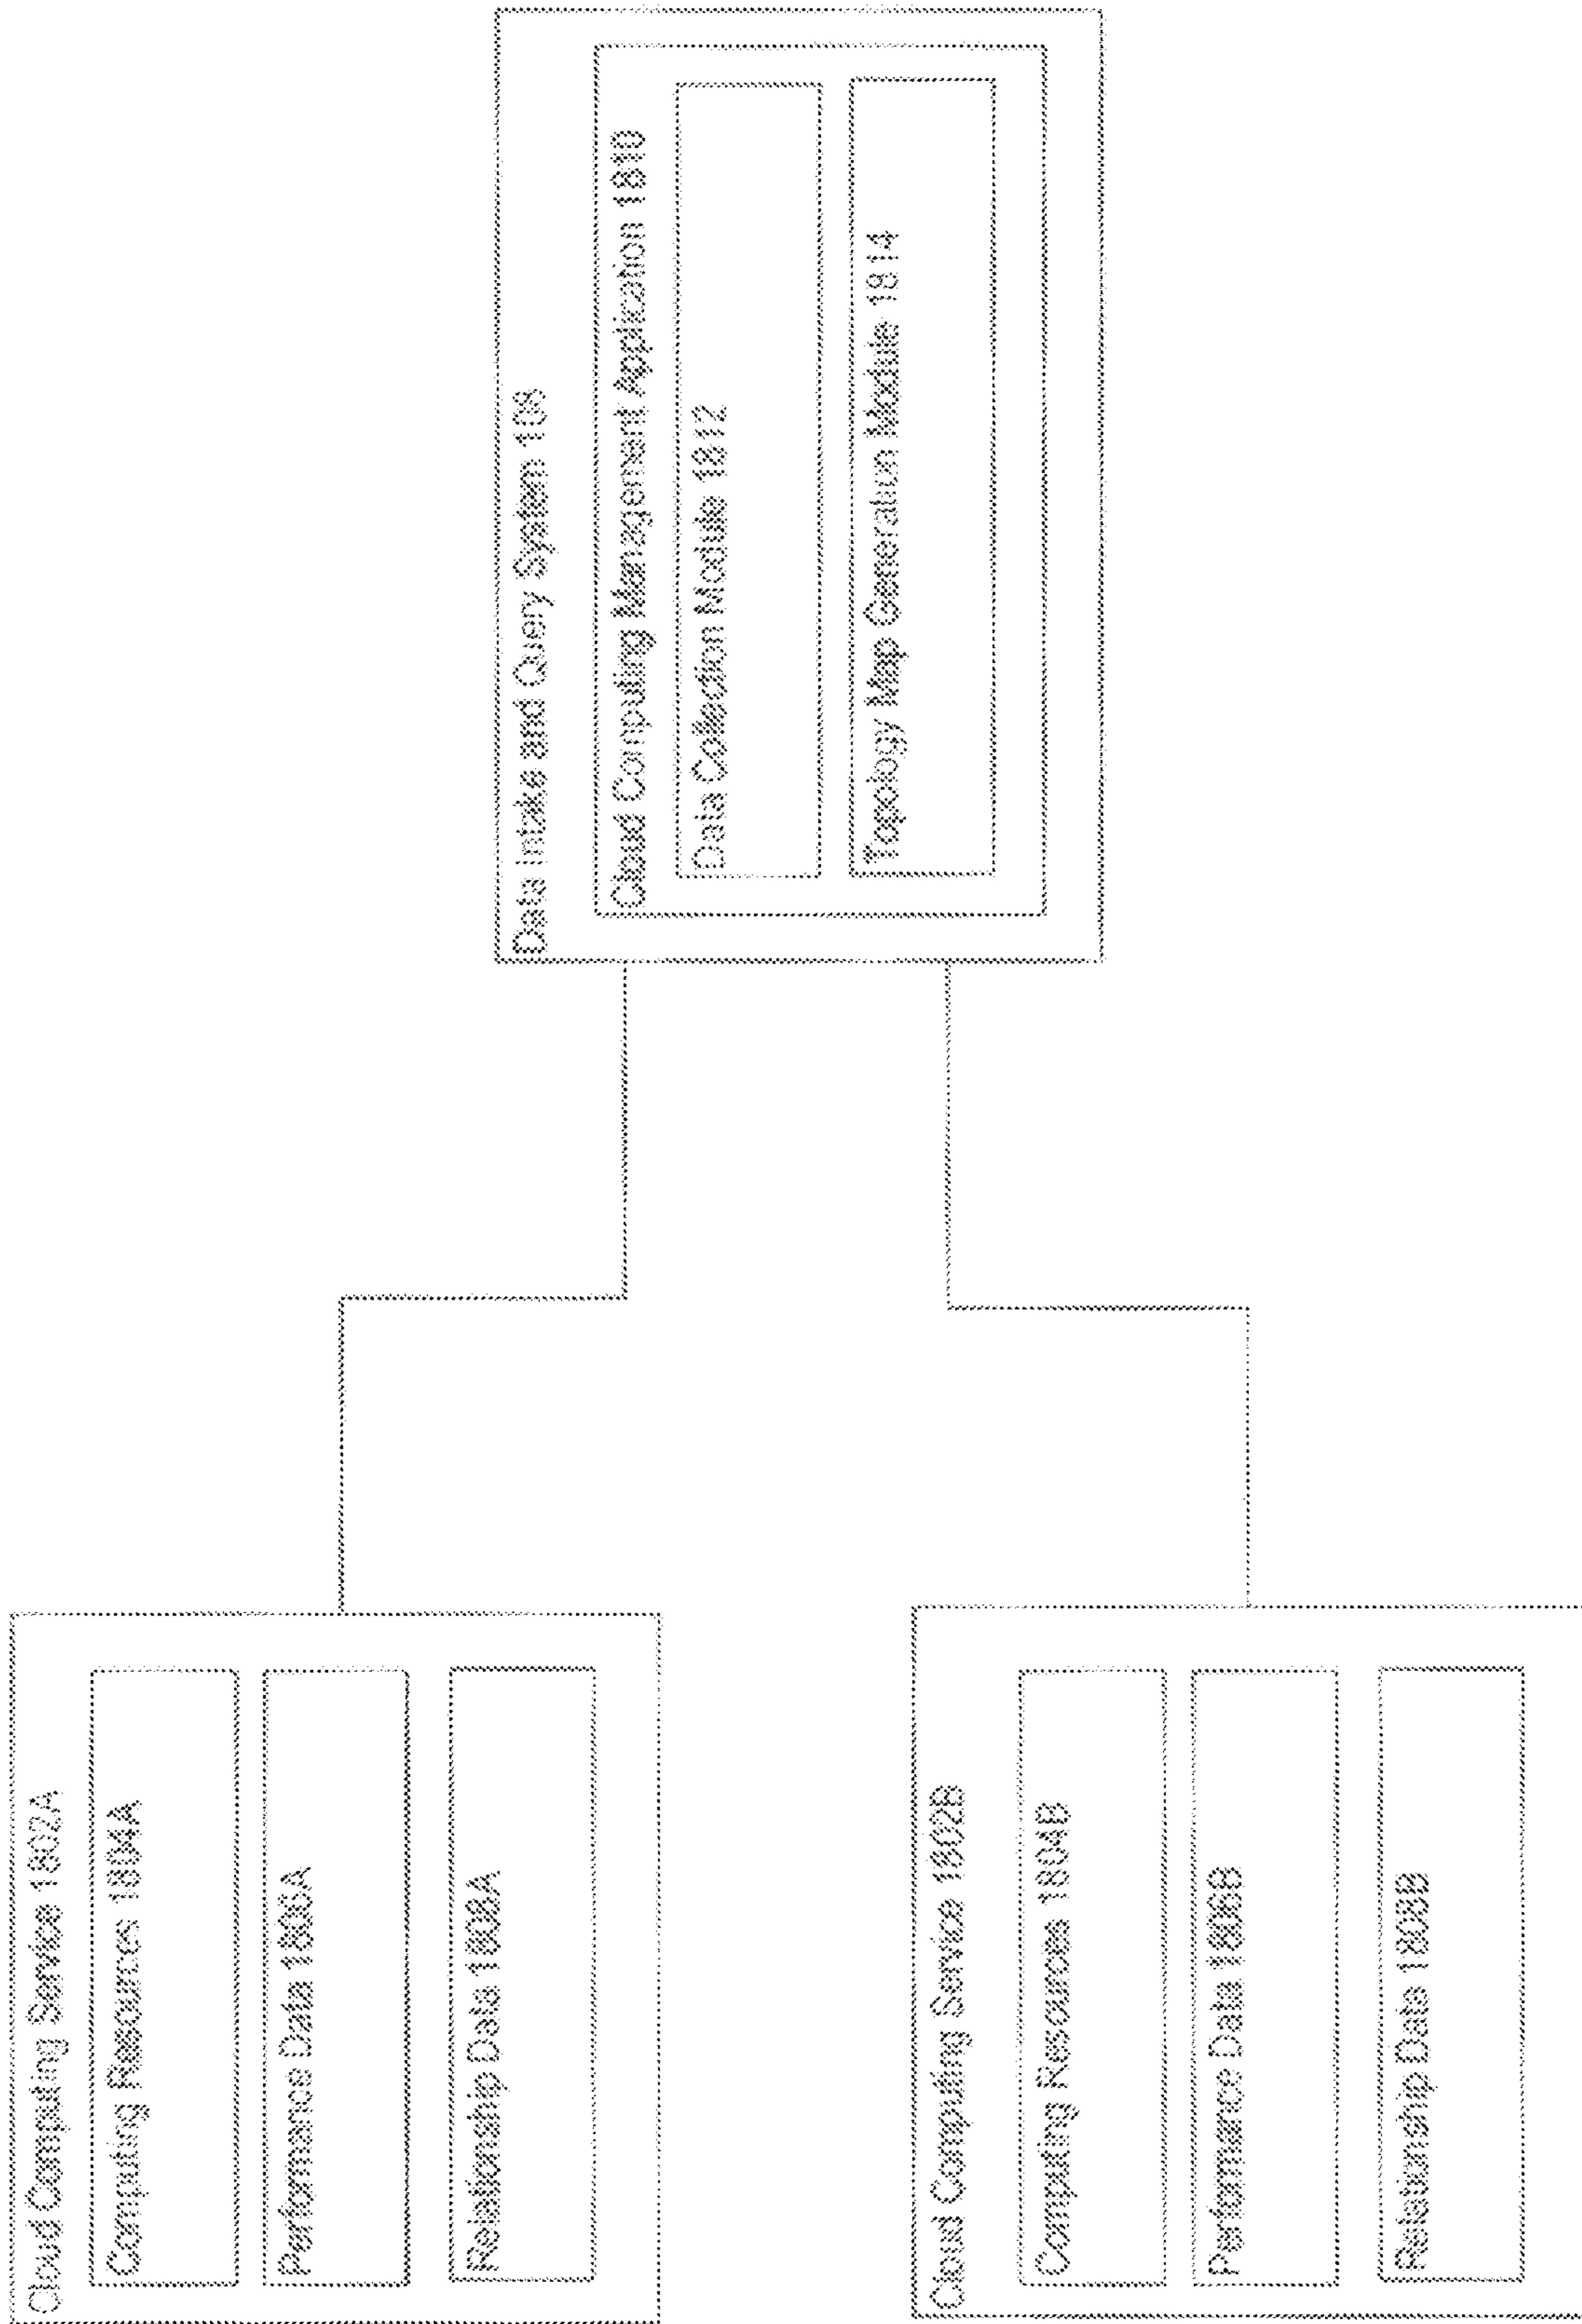 Cloud Computing Service 1802A
Computing Resources 1804A
Performance Data 1806A
Relationship Data 1808A
Cloud Computing Service 1802B
Computing Resources 1804B
Performance Data 1806B
Relationship Data 1808B
Data Intake and Query System 108
Cloud Computing Management Application 1810
Data Collection Module 1812
Topology Map Generation Module 1814